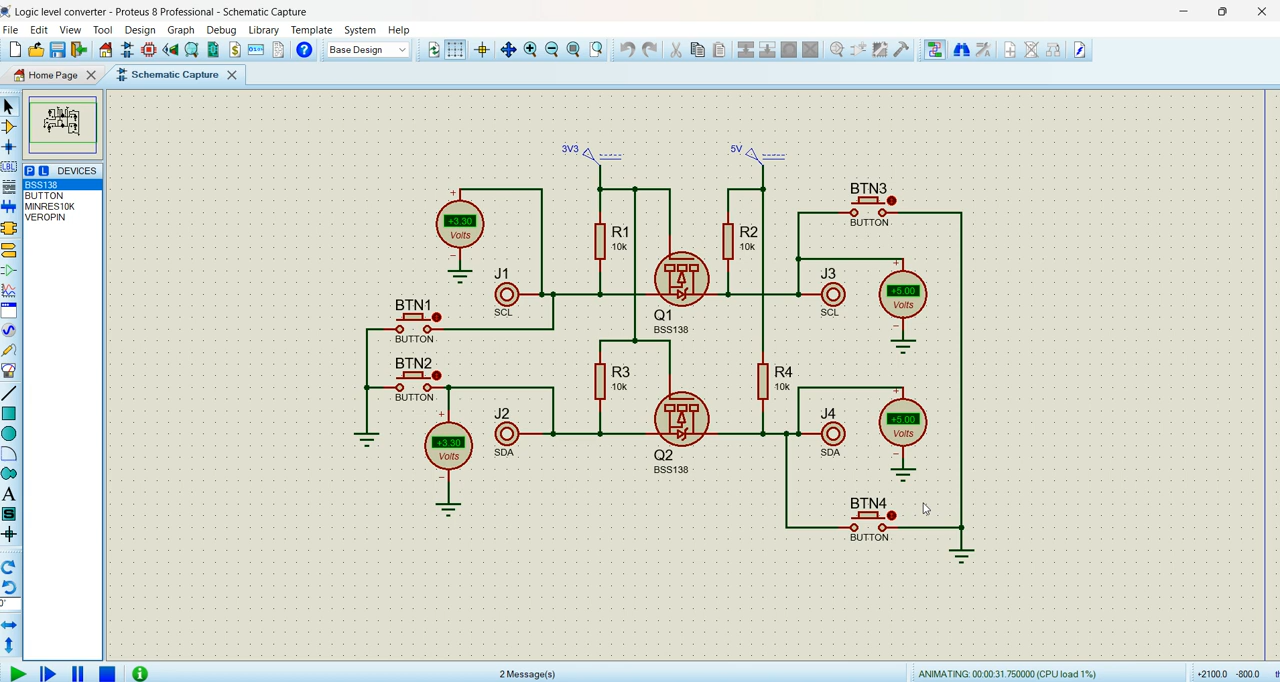 Logic level converter - Proteus 8 Professional - Schematic Capture
File Edit View Tool Design Graph Debug Library Template System Help
Base Design
Home Page Schematic Capture
P L DEVICES
BSS138
BUTTON
MINRES10K
VEROPIN
3V3
5V
+3.30
Volts
R1
10k
R2
10k
BTN3
BUTTON
J1
SCL
Q1
BSS138
J3
SCL
+5.00
Volts
BTN1
BUTTON
BTN2
BUTTON
R3
10k
R4
10k
+3.30
Volts
J2
SDA
Q2
BSS138
J4
SDA
+5.00
Volts
BTN4
BUTTON
2 Message(s)
ANIMATING: 00:00:31.750000 (CPU load 1%)
+2100.0 -800.0